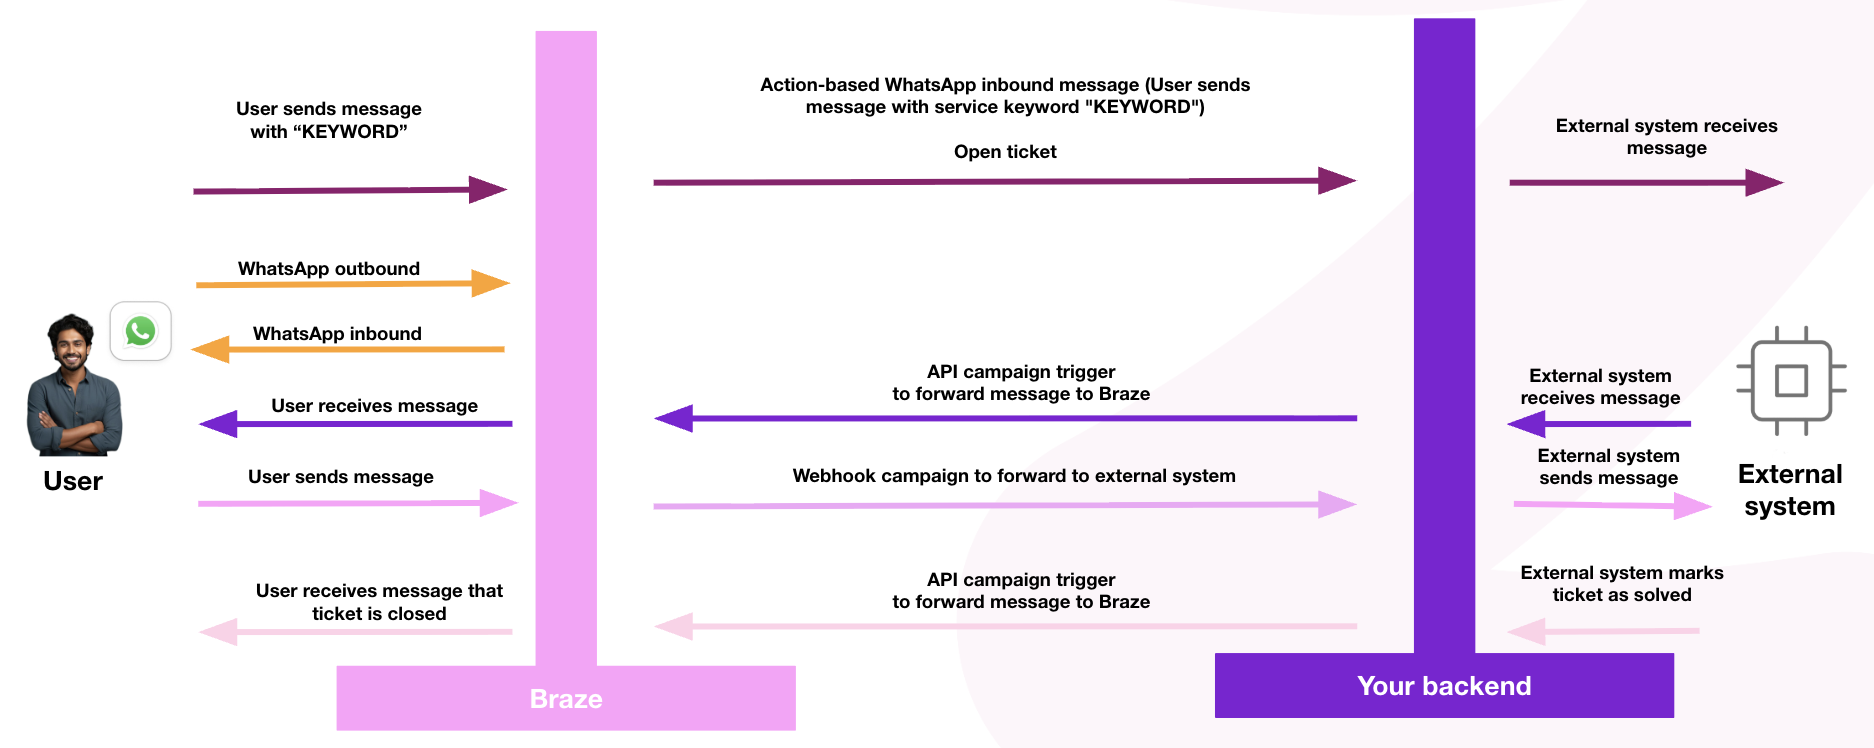 User sends message
with “KEYWORD”
Action-based WhatsApp inbound message (User sends
message with service keyword "KEYWORD")
Open ticket
External system receives
message
WhatsApp outbound
WhatsApp inbound
User receives message
API campaign trigger
to forward message to Braze
External system
receives message
User sends message
Webhook campaign to forward to external system
External system
sends message
User
External
system
User receives message that
ticket is closed
API campaign trigger
to forward message to Braze
External system marks
ticket as solved
Braze
Your backend